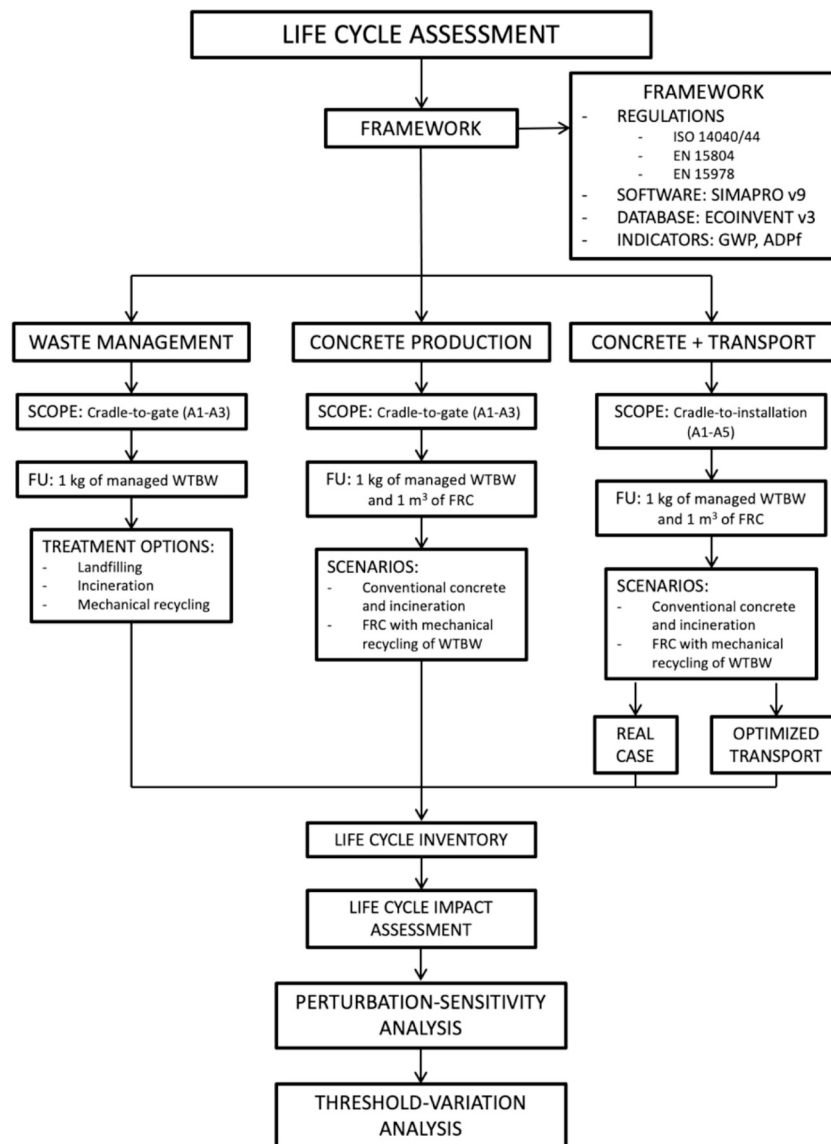 LIFE CYCLE ASSESSMENT
FRAMEWORK
FRAMEWORK
- REGULATIONS
- ISO 14040/44
- EN 15804
- EN 15978
- SOFTWARE: SIMAPRO v9
- DATABASE: ECOINVENT v3
- INDICATORS: GWP, ADPf
WASTE MANAGEMENT
SCOPE: Cradle-to-gate (A1-A3)
FU: 1 kg of managed WTBW
TREATMENT OPTIONS:
- Landfilling
- Incineration
- Mechanical recycling
CONCRETE PRODUCTION
SCOPE: Cradle-to-gate (A1-A3)
FU: 1 kg of managed WTBW
and 1 m³ of FRC
SCENARIOS:
- Conventional concrete
and incineration
- FRC with mechanical
recycling of WTBW
CONCRETE + TRANSPORT
SCOPE: Cradle-to-installation
(A1-A5)
FU: 1 kg of managed WTBW
and 1 m³ of FRC
SCENARIOS:
- Conventional concrete
and incineration
- FRC with mechanical
recycling of WTBW
REAL
CASE
OPTIMIZED
TRANSPORT
LIFE CYCLE INVENTORY
LIFE CYCLE IMPACT
ASSESSMENT
PERTURBATION-SENSITIVITY
ANALYSIS
THRESHOLD-VARIATION
ANALYSIS